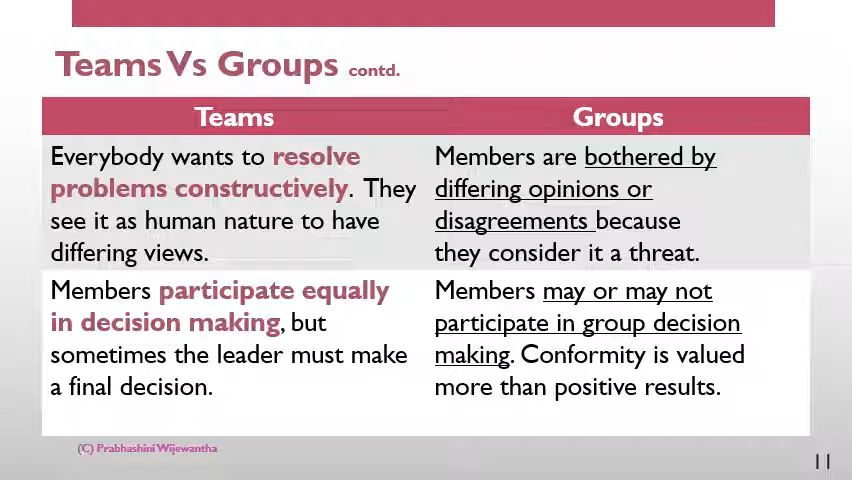 Teams Vs Groups contd.
Teams
Groups
Everybody wants to resolve
problems constructively. They
see it as human nature to have
differing views.
Members are bothered by
differing opinions or
disagreements because
they consider it a threat.
Members participate equally
in decision making, but
sometimes the leader must make
a final decision.
Members may or may not
participate in group decision
making. Conformity is valued
more than positive results.
(C) Prabhashini Wijewantha
11